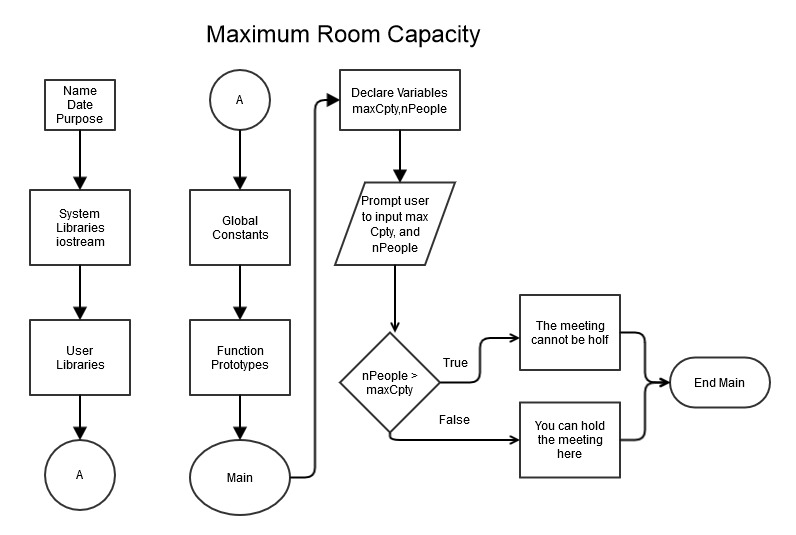 Maximum Room Capacity
Name
Date
Purpose
System
Libraries
iostream
User
Libraries
A
A
Global
Constants
Function
Prototypes
Main
Declare Variables
maxCpty,nPeople
Prompt user
to input max
Cpty, and
nPeople
nPeople >
maxCpty
True
False
The meeting
cannot be holf
You can hold
the meeting
here
End Main